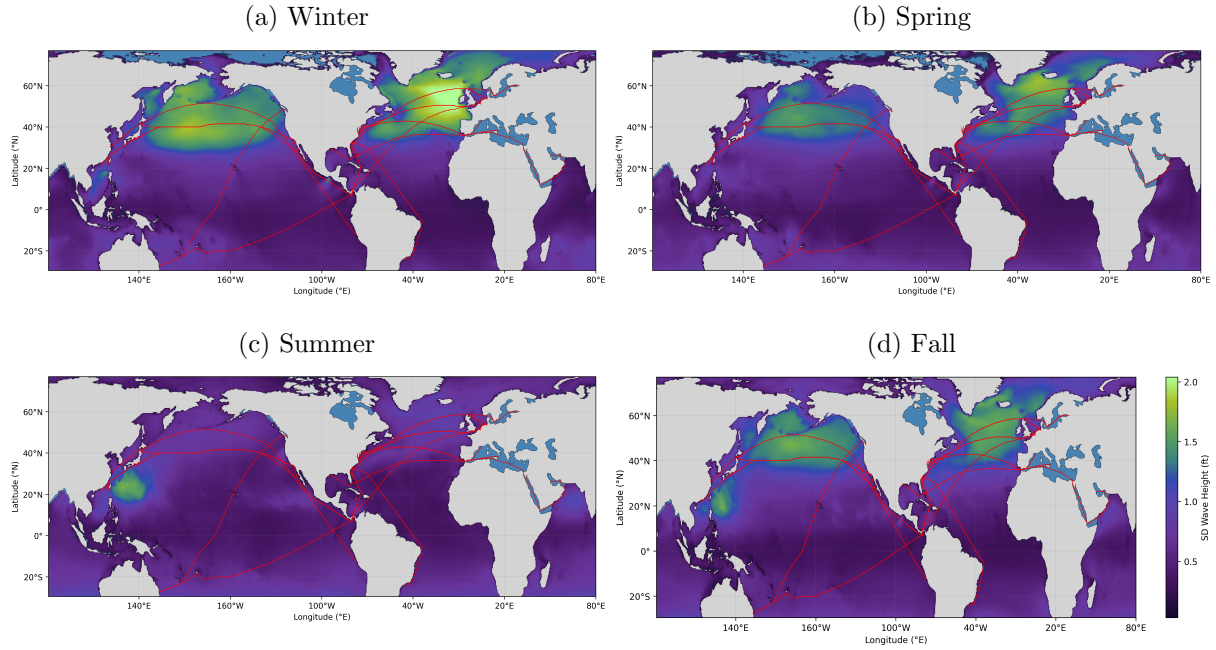 (a) Winter
(b) Spring
60°N
40°N
20°N
0°
20°S
Latitude (°N)
140°E
160°W
100°W
40°W
20°E
80°E
Longitude (°E)
60°N
40°N
20°N
0°
20°S
Latitude (°N)
140°E
160°W
100°W
40°W
20°E
80°E
Longitude (°E)
(c) Summer
(d) Fall
60°N
40°N
20°N
0°
20°S
Latitude (°N)
140°E
160°W
100°W
40°W
20°E
80°E
Longitude (°E)
60°N
40°N
20°N
0°
20°S
Latitude (°N)
140°E
160°W
100°W
40°W
20°E
80°E
Longitude (°E)
2.0
1.5
1.0
0.5
SD Wave Height (ft)